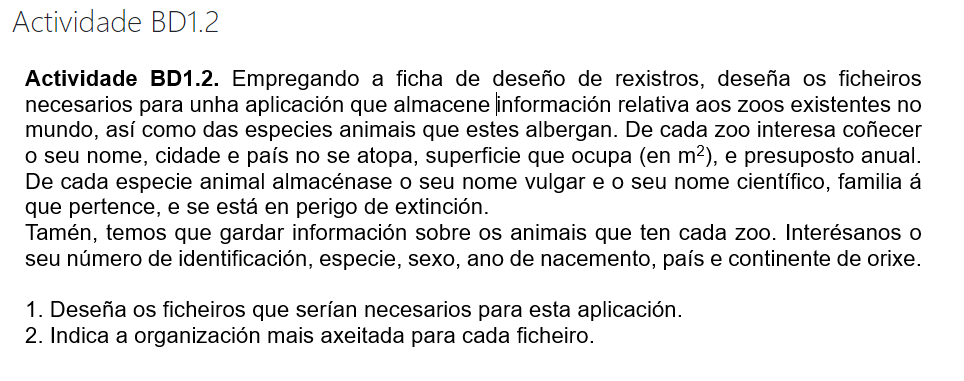 Actividade BD1.2
Actividade BD1.2. Empregando a ficha de deseño de rexistros, deseña os ficheiros
necesarios para unha aplicación que almacene información relativa aos zoos existentes no
mundo, así como das especies animais que estes albergan. De cada zoo interesa coñecer
o seu nome, cidade e país no se atopa, superficie que ocupa (en m²), e presuposto anual.
De cada especie animal almacénase o seu nome vulgar e o seu nome científico, familia á
que pertence, e se está en perigo de extinción.
Tamén, temos que gardar información sobre os animais que ten cada zoo. Interésanos o
seu número de identificación, especie, sexo, ano de nacemento, país e continente de orixe.
1. Deseña os ficheiros que serían necesarios para esta aplicación.
2. Indica a organización mais axeitada para cada ficheiro.